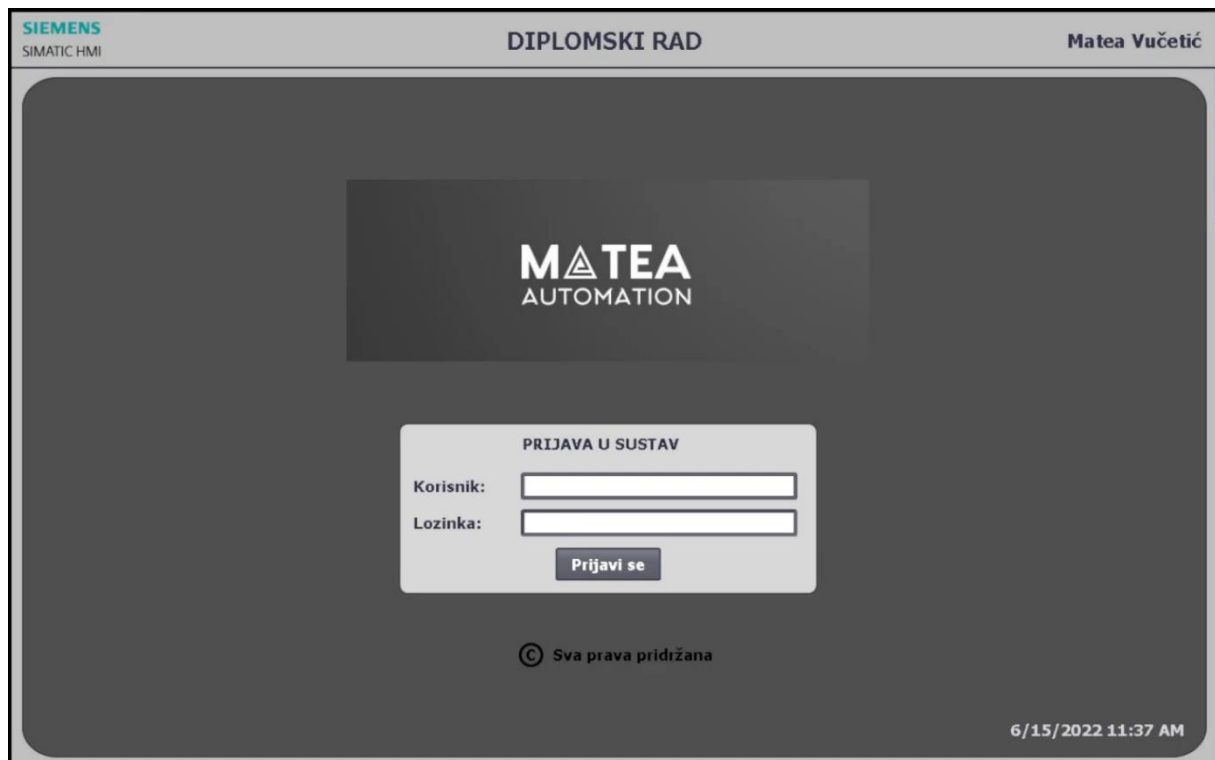 SIEMENS
SIMATIC HMI
DIPLOMSKI RAD
Matea Vučetić
MATEA
AUTOMATION
PRIJAVA U SUSTAV
Korisnik:
Lozinka:
Prijavi se
© Sva prava pridržana
6/15/2022 11:37 AM